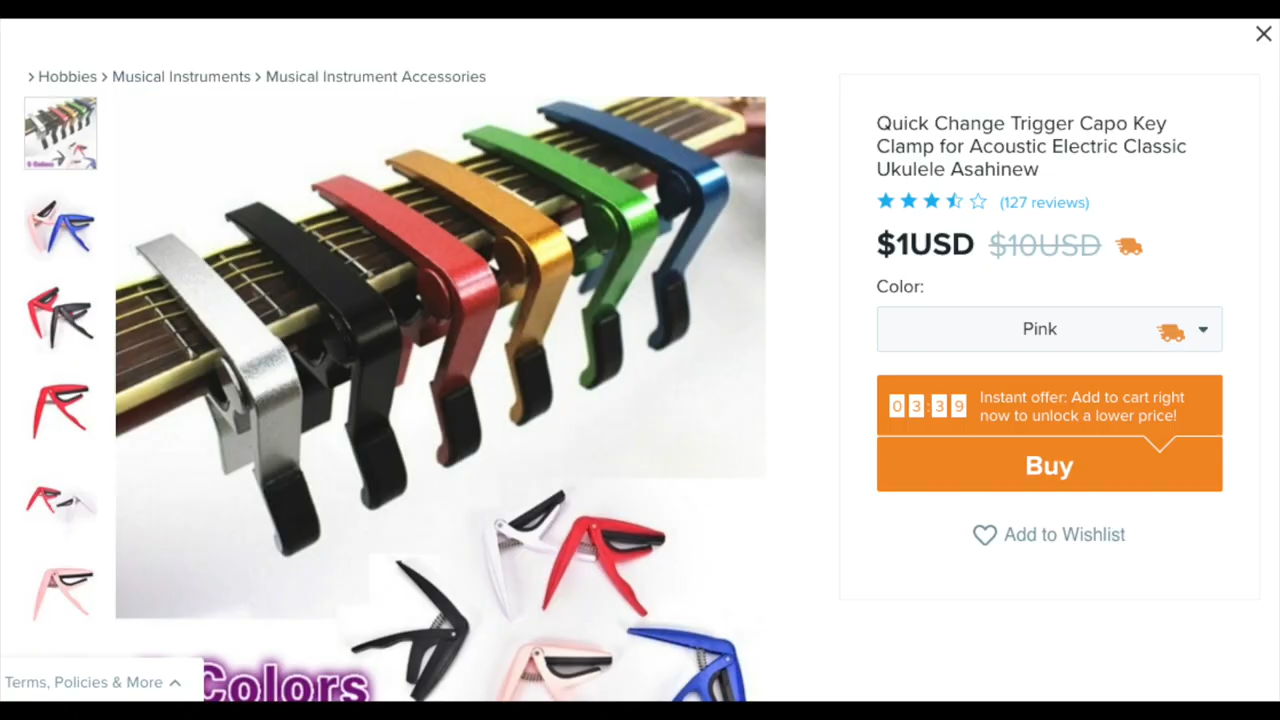 > Hobbies > Musical Instruments > Musical Instrument Accessories
Quick Change Trigger Capo Key
Clamp for Acoustic Electric Classic
Ukulele Asahinew
(127 reviews)
$1USD $10USD
Color:
Pink
03:39
Instant offer: Add to cart right
now to unlock a lower price!
Buy
Add to Wishlist
Colors
Colors
Terms, Policies & More